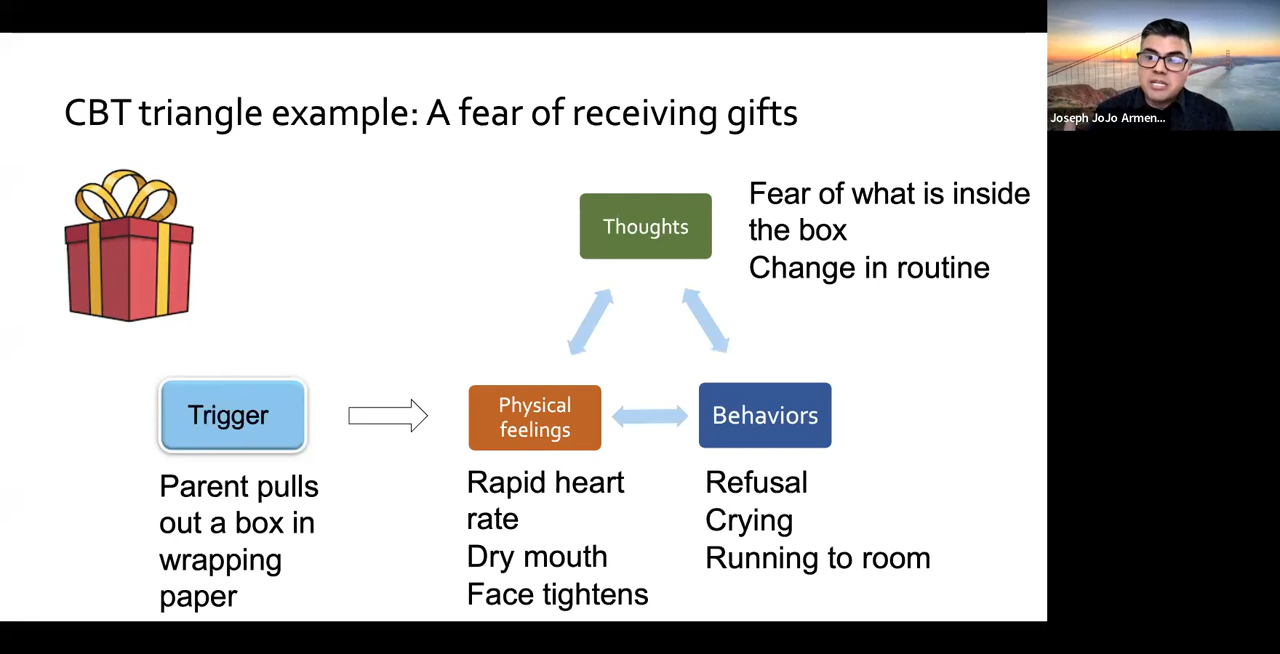 CBT triangle example: A fear of receiving gifts
Joseph JoJo Armen...
Thoughts
Fear of what is inside
the box
Change in routine
Trigger
Physical
feelings
Behaviors
Parent pulls
out a box in
wrapping
paper
Rapid heart
rate
Dry mouth
Face tightens
Refusal
Crying
Running to room